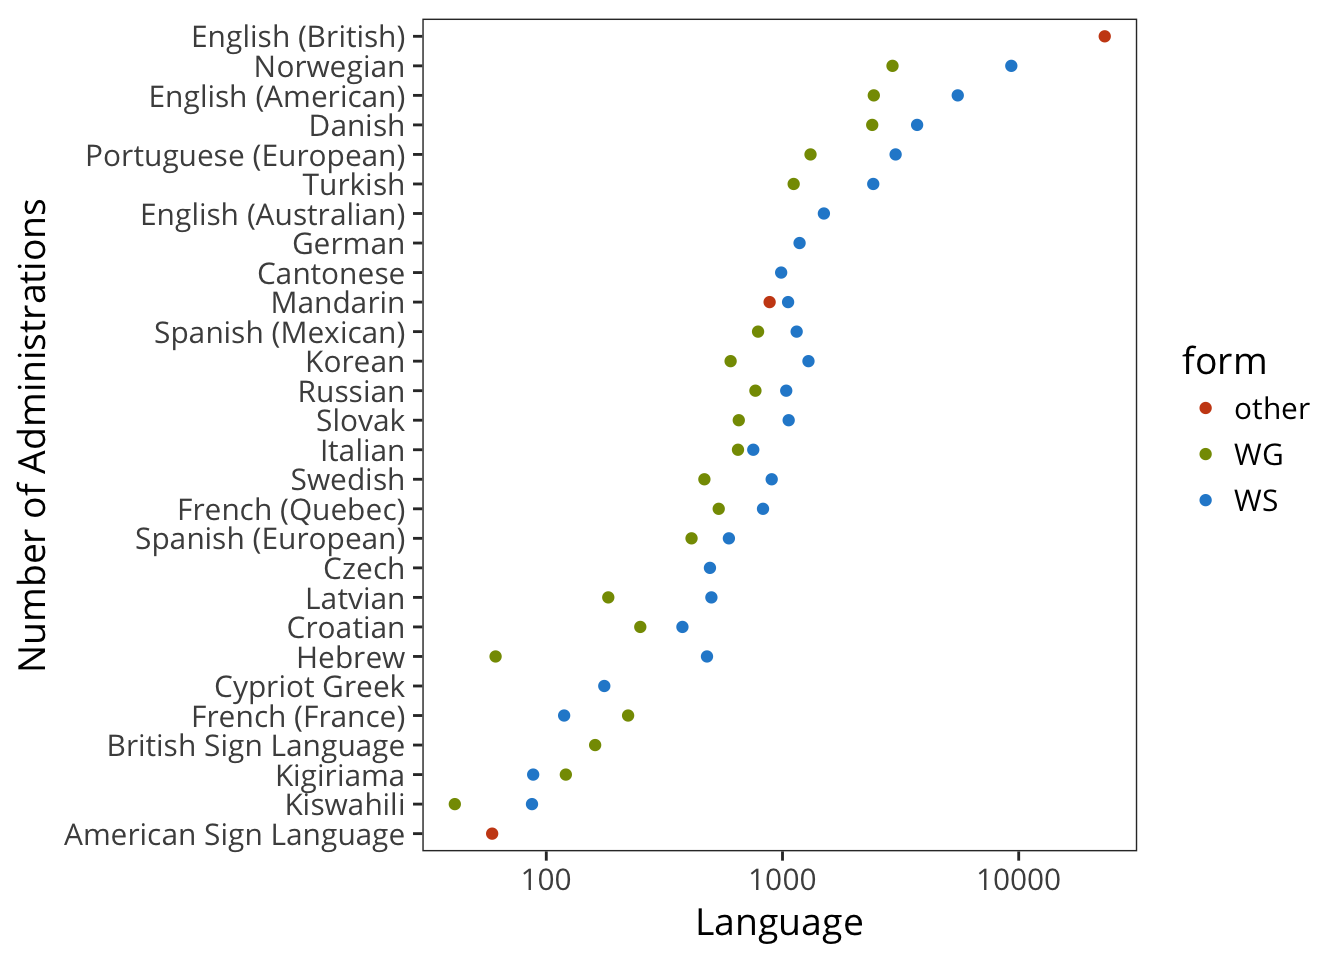 English (British)
Norwegian
English (American)
Danish
Portuguese (European)
Turkish
English (Australian)
German
Cantonese
Mandarin
Spanish (Mexican)
Korean
Russian
Slovak
Italian
Swedish
French (Quebec)
Spanish (European)
Czech
Latvian
Croatian
Hebrew
Cypriot Greek
French (France)
British Sign Language
Kigiriama
Kiswahili
American Sign Language
Number of Administrations
100 1000 10000
Language
form
other
WG
WS